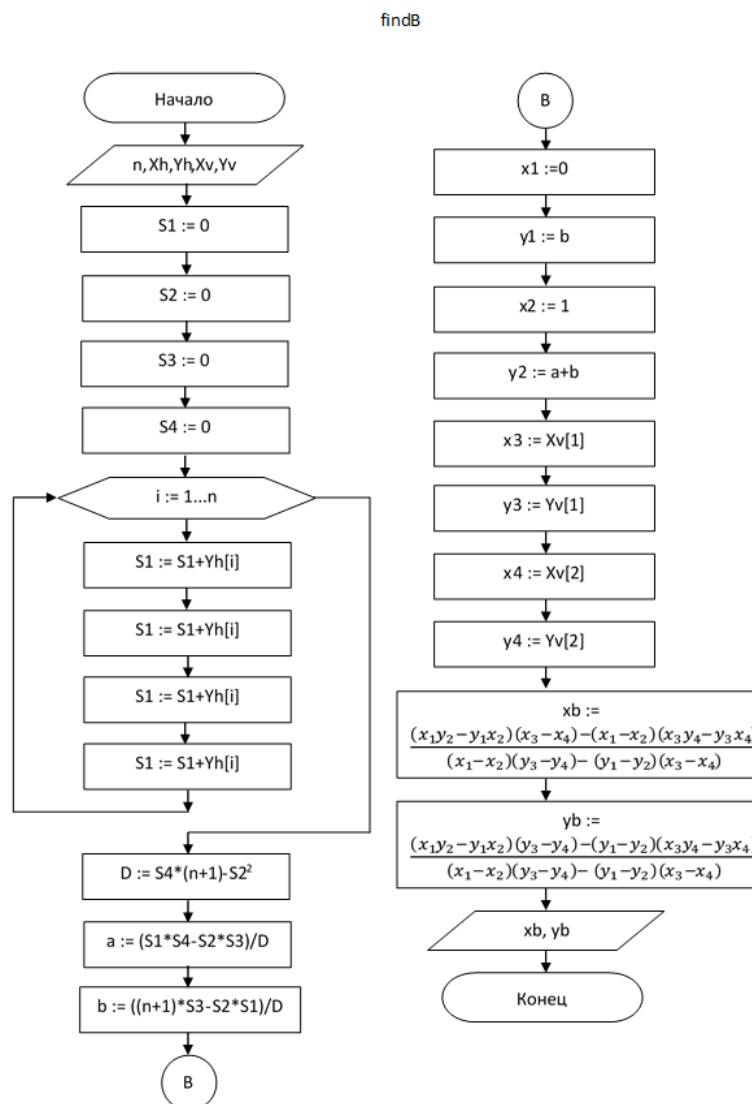 findB
Начало
n,Xh,Yh,Xv,Yv
S1 := 0
S2 := 0
S3 := 0
S4 := 0
i := 1...n
S1 := S1+Yh[i]
S1 := S1+Yh[i]
S1 := S1+Yh[i]
S1 := S1+Yh[i]
D := S4*(n+1)-S2²
a := (S1*S4-S2*S3)/D
b := ((n+1)*S3-S2*S1)/D
B
B
x1 :=0
y1 := b
x2 := 1
y2 := a+b
x3 := Xv[1]
y3 := Yv[1]
x4 := Xv[2]
y4 := Yv[2]
xb :=
(x₁y₂−y₁x₂)(x₃−x₄)−(x₁−x₂)(x₃y₄−y₃x₄)
(x₁−x₂)(y₃−y₄)− (y₁−y₂)(x₃−x₄)
yb :=
(x₁y₂−y₁x₂)(y₃−y₄)−(y₁−y₂)(x₃y₄−y₃x₄)
(x₁−x₂)(y₃−y₄)− (y₁−y₂)(x₃−x₄)
xb, yb
Конец